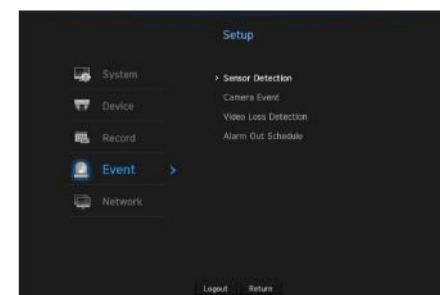 Setup
System
Device
Record
Event
Network
Sensor Detection
Camera Event
Video Loss Detection
Alarm Out Schedule
Logout Return